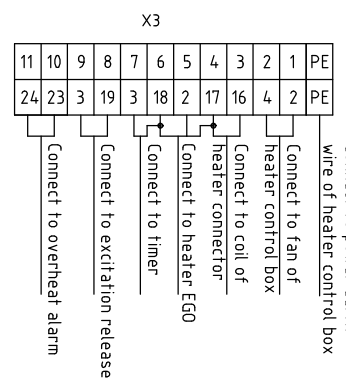 X3
11 10 9 8 7 6 5 4 3 2 1 PE
24 23 3 19 3 18 2 17 16 4 2 PE
Connect to overheat alarm
Connect to excitation release
Connect to timer
Connect to heater EGO
heater connector
Connect to coil of
heater control box
Connect to fan of
wire of heater control box